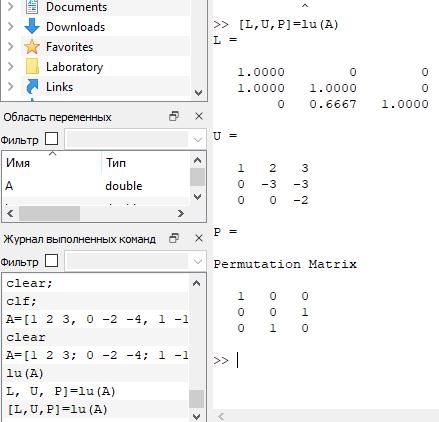 Documents
Downloads
Favorites
Laboratory
Links
Область переменных
Фильтр
Имя Тип
A double
Журнал выполненных команд
Фильтр
clear;
clf;
A=[1 2 3, 0 -2 -4, 1 -1
clear
A=[1 2 3; 0 -2 -4; 1 -1
lu(A)
L, U, P]=lu(A)
[L,U,P]=lu(A)
^
>> [L,U,P]=lu(A)
L =
1.0000 0 0
1.0000 1.0000 0
0 0.6667 1.0000
U =
1 2 3
0 -3 -3
0 0 -2
P =
Permutation Matrix
1 0 0
0 0 1
0 1 0
>>